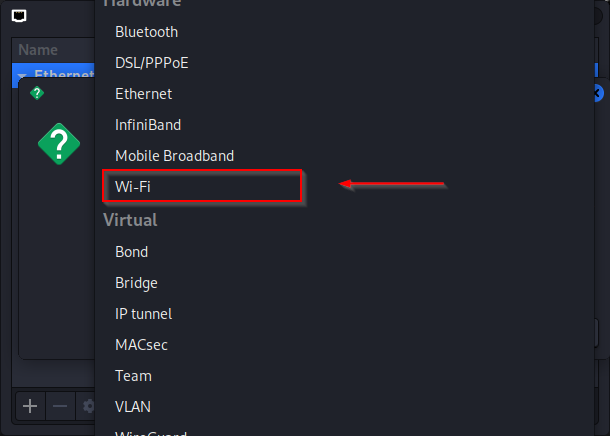 Hardware
Name
Bluetooth
DSL/PPPoE
Ethernet
Ethernet
InfiniBand
Mobile Broadband
Wi-Fi
Virtual
Bond
Bridge
IP tunnel
MACsec
Team
VLAN
WireGuard